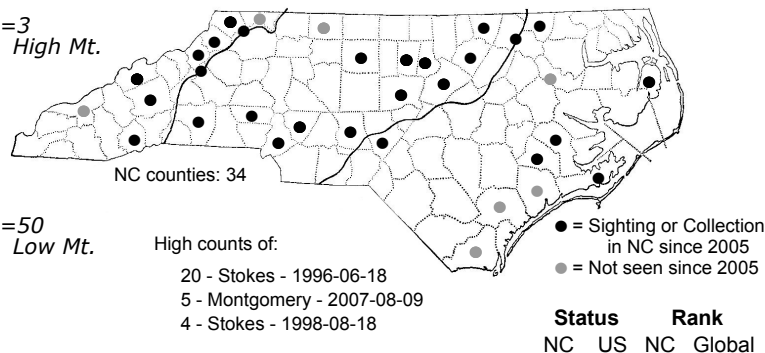 =3
High Mt.
NC counties: 34
=50
Low Mt.
High counts of:
20 - Stokes - 1996-06-18
5 - Montgomery - 2007-08-09
4 - Stokes - 1998-08-18
= Sighting or Collection
in NC since 2005
= Not seen since 2005
Status Rank
NC US NC Global